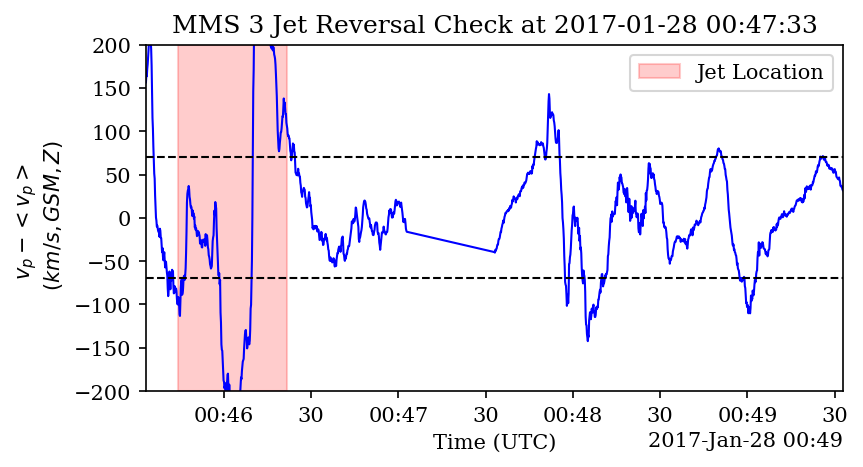 MMS 3 Jet Reversal Check at 2017-01-28 00:47:33
Jet Location
200
150
100
50
0
−50
−100
−150
−200
v_p − < v_p >
(km/s, GSM, Z)
00:46
30
00:47
30
00:48
30
00:49
30
Time (UTC)
2017-Jan-28 00:49